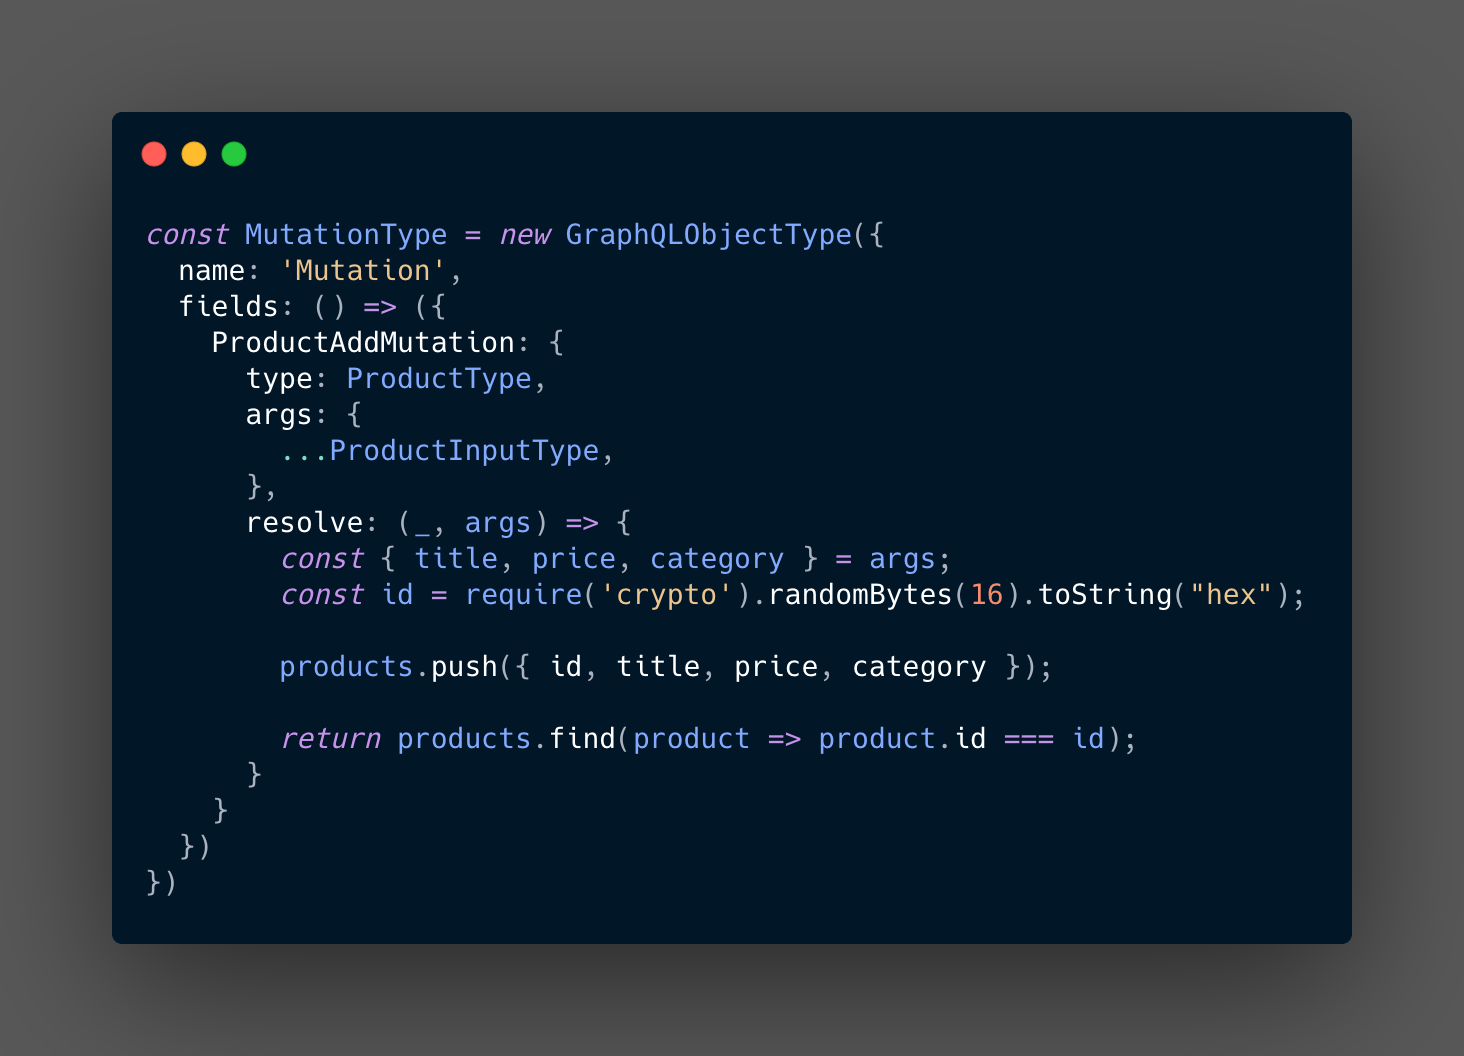 const MutationType = new GraphQLObjectType({
  name: 'Mutation',
  fields: () => ({
    ProductAddMutation: {
      type: ProductType,
      args: {
        ...ProductInputType,
      },
      resolve: (_, args) => {
        const { title, price, category } = args;
        const id = require('crypto').randomBytes(16).toString("hex");

        products.push({ id, title, price, category });

        return products.find(product => product.id === id);
      }
    }
  })
})